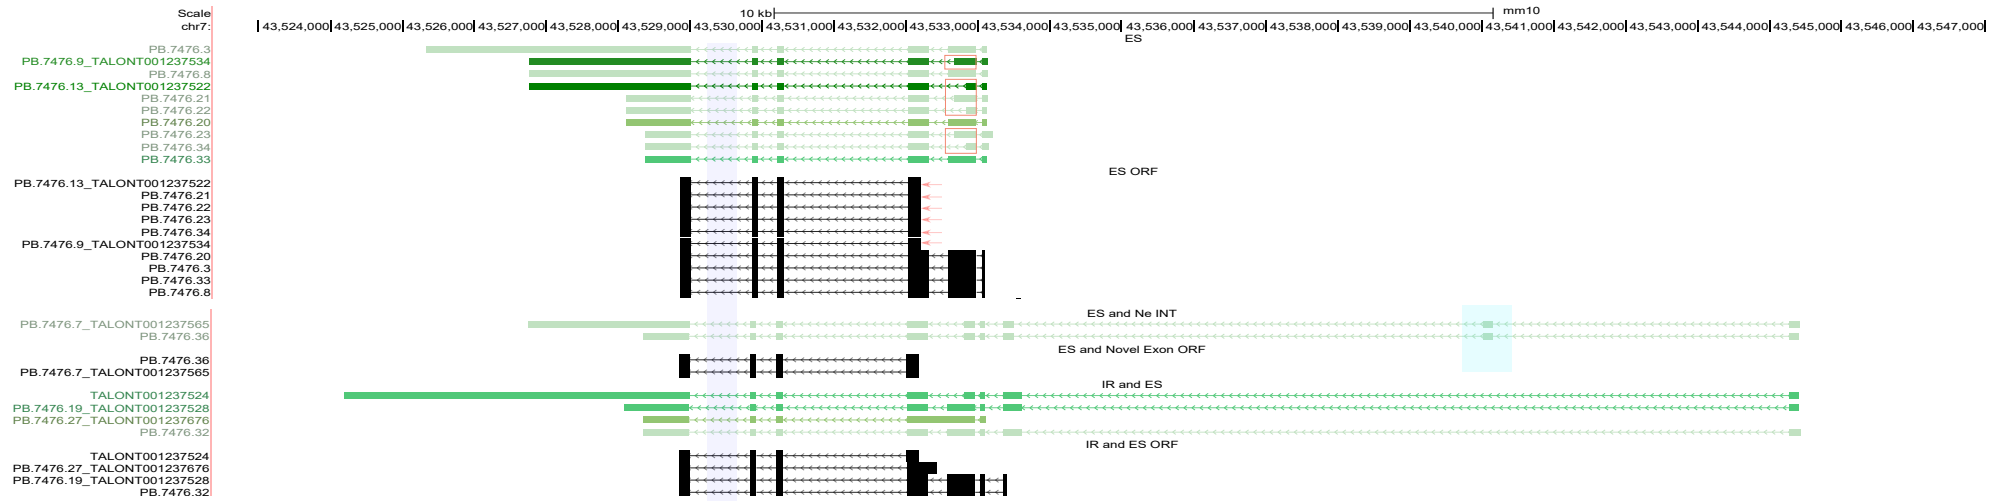 Scale 10 kb mm10
chr7: 43,524,000 43,525,000 43,526,000 43,527,000 43,528,000 43,529,000 43,530,000 43,531,000 43,532,000 43,533,000 43,534,000 43,535,000 43,536,000 43,537,000 43,538,000 43,539,000 43,540,000 43,541,000 43,542,000 43,543,000 43,544,000 43,545,000 43,546,000 43,547,000
ES
PB.7476.3
PB.7476.9_TALONT001237534
PB.7476.8
PB.7476.13_TALONT001237522
PB.7476.21
PB.7476.22
PB.7476.20
PB.7476.23
PB.7476.34
PB.7476.33
ES ORF
PB.7476.13_TALONT001237522
PB.7476.21
PB.7476.22
PB.7476.23
PB.7476.34
PB.7476.9_TALONT001237534
PB.7476.20
PB.7476.3
PB.7476.33
PB.7476.8
ES and Ne INT
PB.7476.7_TALONT001237565
PB.7476.36
ES and Novel Exon ORF
PB.7476.36
PB.7476.7_TALONT001237565
IR and ES
TALONT001237524
PB.7476.19_TALONT001237528
PB.7476.27_TALONT001237676
PB.7476.32
IR and ES ORF
TALONT001237524
PB.7476.27_TALONT001237676
PB.7476.19_TALONT001237528
PB.7476.32